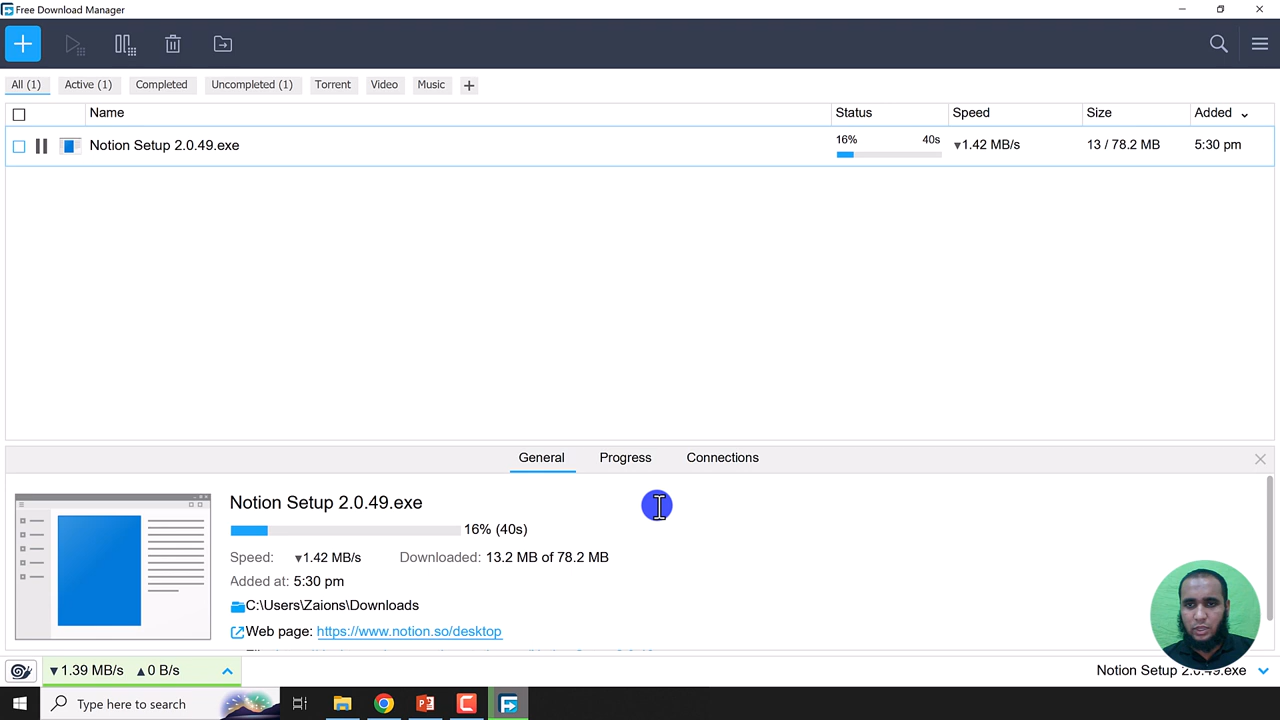 Free Download Manager
All (1) Active (1) Completed Uncompleted (1) Torrent Video Music
Name Status Speed Size Added
Notion Setup 2.0.49.exe 16% 40s 1.42 MB/s 13 / 78.2 MB 5:30 pm
General Progress Connections
Notion Setup 2.0.49.exe
16% (40s)
Speed: 1.42 MB/s Downloaded: 13.2 MB of 78.2 MB
Added at: 5:30 pm
C:\Users\Zaions\Downloads
Web page: https://www.notion.so/desktop
1.39 MB/s 0 B/s Notion Setup 2.0.49.exe
Type here to search